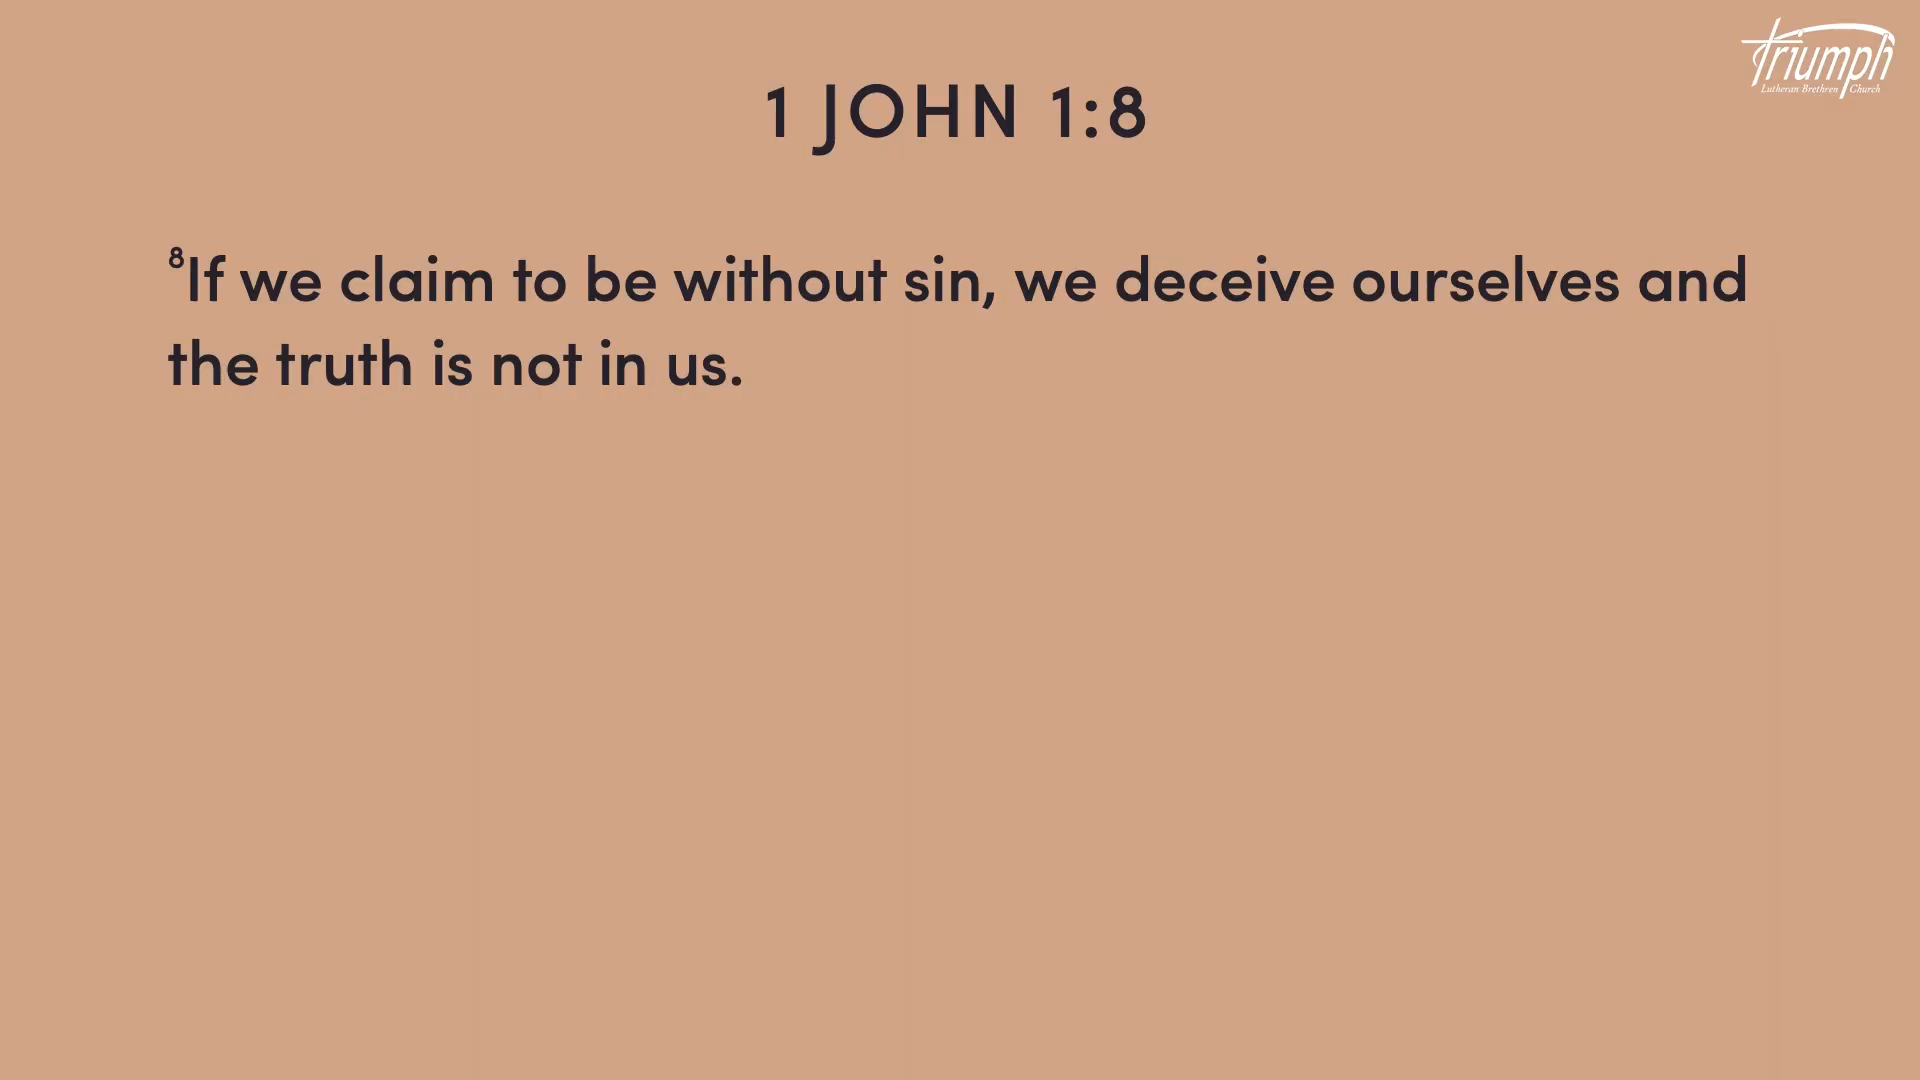 triumph
Lutheran Brethren Church
1 JOHN 1:8
⁸If we claim to be without sin, we deceive ourselves and
the truth is not in us.